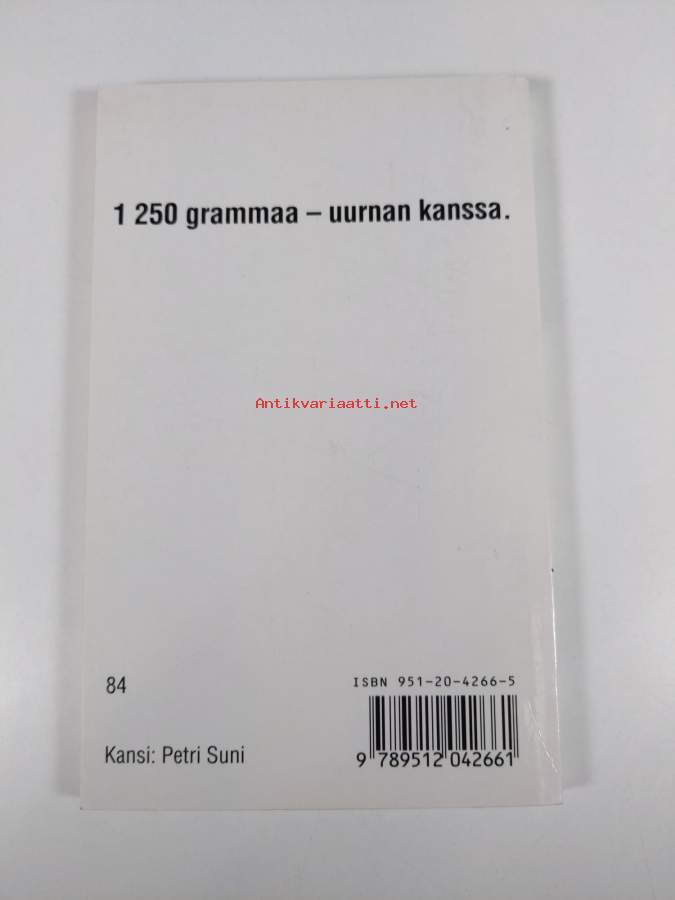 1 250 grammaa – uurnan kanssa.
Antikvariaatti.net
84
ISBN 951-20-4266-5
Kansi: Petri Suni
9 789512 042661